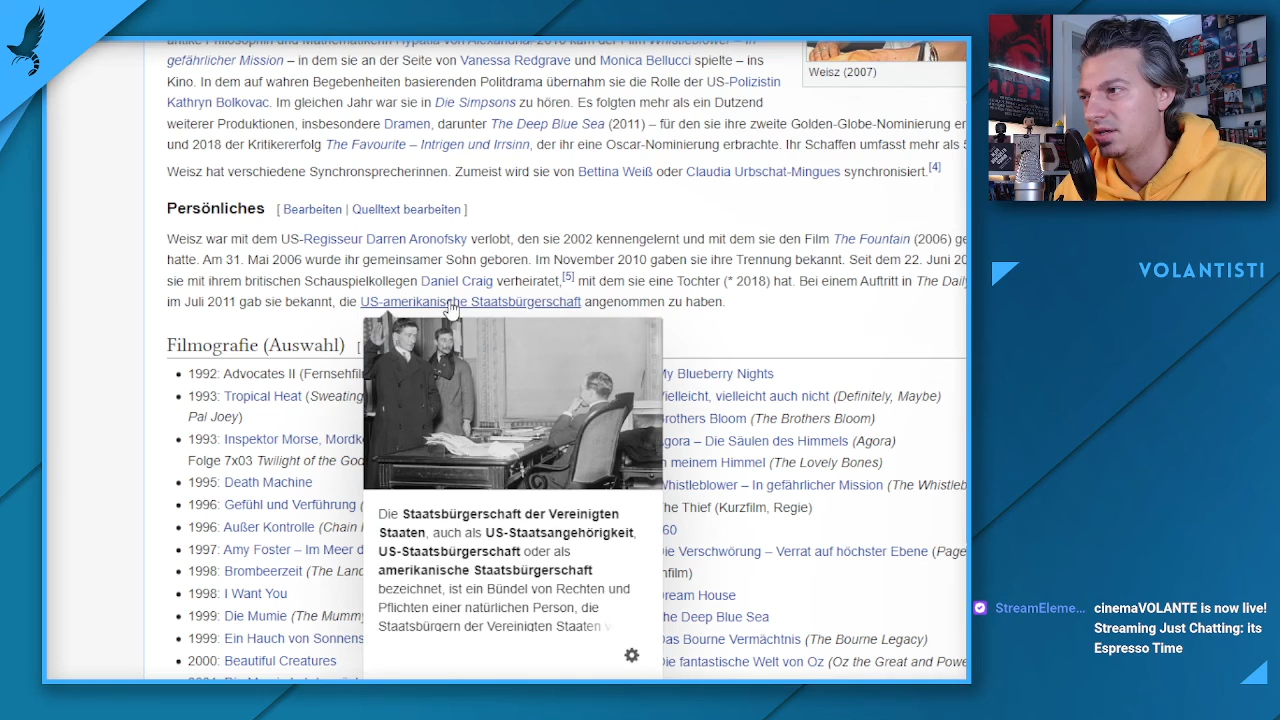 gefährlicher Mission – in dem sie an der Seite von Vanessa Redgrave und Monica Bellucci spielte – ins
Kino. In dem auf wahren Begebenheiten basierenden Politdrama übernahm sie die Rolle der US-Polizistin
Kathryn Bolkovac. Im gleichen Jahr war sie in Die Simpsons zu hören. Es folgten mehr als ein Dutzend
weiterer Produktionen, insbesondere Dramen, darunter The Deep Blue Sea (2011) – für den sie ihre zweite Golden-Globe-Nominierung er
und 2018 der Kritikererfolg The Favourite – Intrigen und Irrsinn, der ihr eine Oscar-Nominierung erbrachte. Ihr Schaffen umfasst mehr als 5
Weisz (2007)
Weisz hat verschiedene Synchronsprecherinnen. Zumeist wird sie von Bettina Weiß oder Claudia Urbschat-Mingues synchronisiert.[4]
Persönliches [ Bearbeiten | Quelltext bearbeiten ]
Weisz war mit dem US-Regisseur Darren Aronofsky verlobt, den sie 2002 kennengelernt und mit dem sie den Film The Fountain (2006) ge
hatte. Am 31. Mai 2006 wurde ihr gemeinsamer Sohn geboren. Im November 2010 gaben sie ihre Trennung bekannt. Seit dem 22. Juni 20
sie mit ihrem britischen Schauspielkollegen Daniel Craig verheiratet,[5] mit dem sie eine Tochter (* 2018) hat. Bei einem Auftritt in The Daily
im Juli 2011 gab sie bekannt, die US-amerikanische Staatsbürgerschaft angenommen zu haben.
Filmografie (Auswahl) [
1992: Advocates II (Fernsehfil
1993: Tropical Heat (Sweating
Pal Joey)
1993: Inspektor Morse, Mordk
Folge 7x03 Twilight of the God
1995: Death Machine
1996: Gefühl und Verführung (
1996: Außer Kontrolle (Chain
1997: Amy Foster – Im Meer d
1998: Brombeerzeit (The Land
1998: I Want You
1999: Die Mumie (The Mummy
1999: Ein Hauch von Sonnens
2000: Beautiful Creatures
My Blueberry Nights
Vielleicht, vielleicht auch nicht (Definitely, Maybe)
Brothers Bloom (The Brothers Bloom)
Agora – Die Säulen des Himmels (Agora)
n meinem Himmel (The Lovely Bones)
Whistleblower – In gefährlicher Mission (The Whistleb
The Thief (Kurzfilm, Regie)
60
Die Verschwörung – Verrat auf höchster Ebene (Page
nfilm)
Dream House
The Deep Blue Sea
Das Bourne Vermächtnis (The Bourne Legacy)
Die fantastische Welt von Oz (Oz the Great and Powe
Die Staatsbürgerschaft der Vereinigten
Staaten, auch als US-Staatsangehörigkeit,
US-Staatsbürgerschaft oder als
amerikanische Staatsbürgerschaft
bezeichnet, ist ein Bündel von Rechten und
Pflichten einer natürlichen Person, die
Staatsbürgern der Vereinigten Staaten v
VOLANTISTI
StreamEleme... cinemaVOLANTE is now live!
Streaming Just Chatting: its
Espresso Time